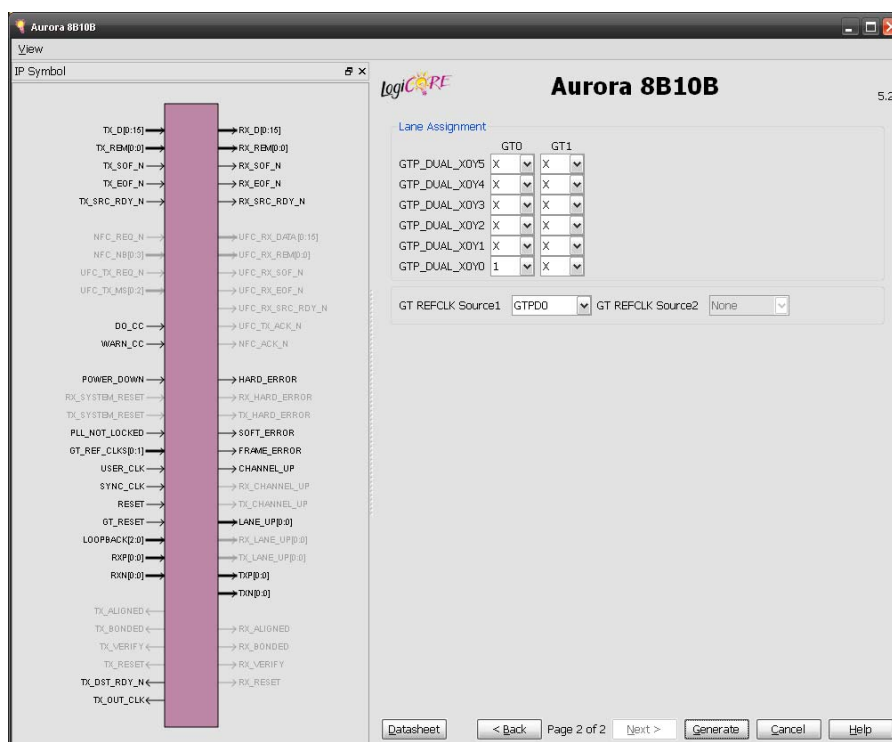 Aurora 8B10B
View
IP Symbol
TX_D[0:15] RX_D[0:15]
TX_REM[0:0] RX_REM[0:0]
TX_SOF_N RX_SOF_N
TX_EOF_N RX_EOF_N
TX_SRC_RDY_N RX_SRC_RDY_N
NFC_REQ_N UFC_RX_DATA[0:15]
NFC_NB[0:3] UFC_RX_REM[0:0]
UFC_TX_REQ_N UFC_RX_SOF_N
UFC_TX_MS[0:2] UFC_RX_EOF_N
UFC_RX_SRC_RDY_N
DO_CC UFC_TX_ACK_N
WARN_CC NFC_ACK_N
POWER_DOWN HARD_ERROR
RX_SYSTEM_RESET RX_HARD_ERROR
TX_SYSTEM_RESET TX_HARD_ERROR
PLL_NOT_LOCKED SOFT_ERROR
GT_REF_CLKS[0:1] FRAME_ERROR
USER_CLK CHANNEL_UP
SYNC_CLK RX_CHANNEL_UP
RESET TX_CHANNEL_UP
GT_RESET LANE_UP[0:0]
LOOPBACK[2:0] RX_LANE_UP[0:0]
RXP[0:0] TX_LANE_UP[0:0]
RXN[0:0] TXP[0:0]
TXN[0:0]
TX_ALIGNED
TX_BONDED RX_ALIGNED
TX_VERIFY RX_BONDED
TX_RESET RX_VERIFY
TX_DST_RDY_N RX_RESET
TX_OUT_CLK
LogiCORE
Aurora 8B10B
5.2
Lane Assignment
GT0 GT1
GTP_DUAL_X0Y5 X X
GTP_DUAL_X0Y4 X X
GTP_DUAL_X0Y3 X X
GTP_DUAL_X0Y2 X X
GTP_DUAL_X0Y1 X X
GTP_DUAL_X0Y0 1 X
GT REFCLK Source1 GTPD0 GT REFCLK Source2 None
Datasheet < Back Page 2 of 2 Next > Generate Cancel Help